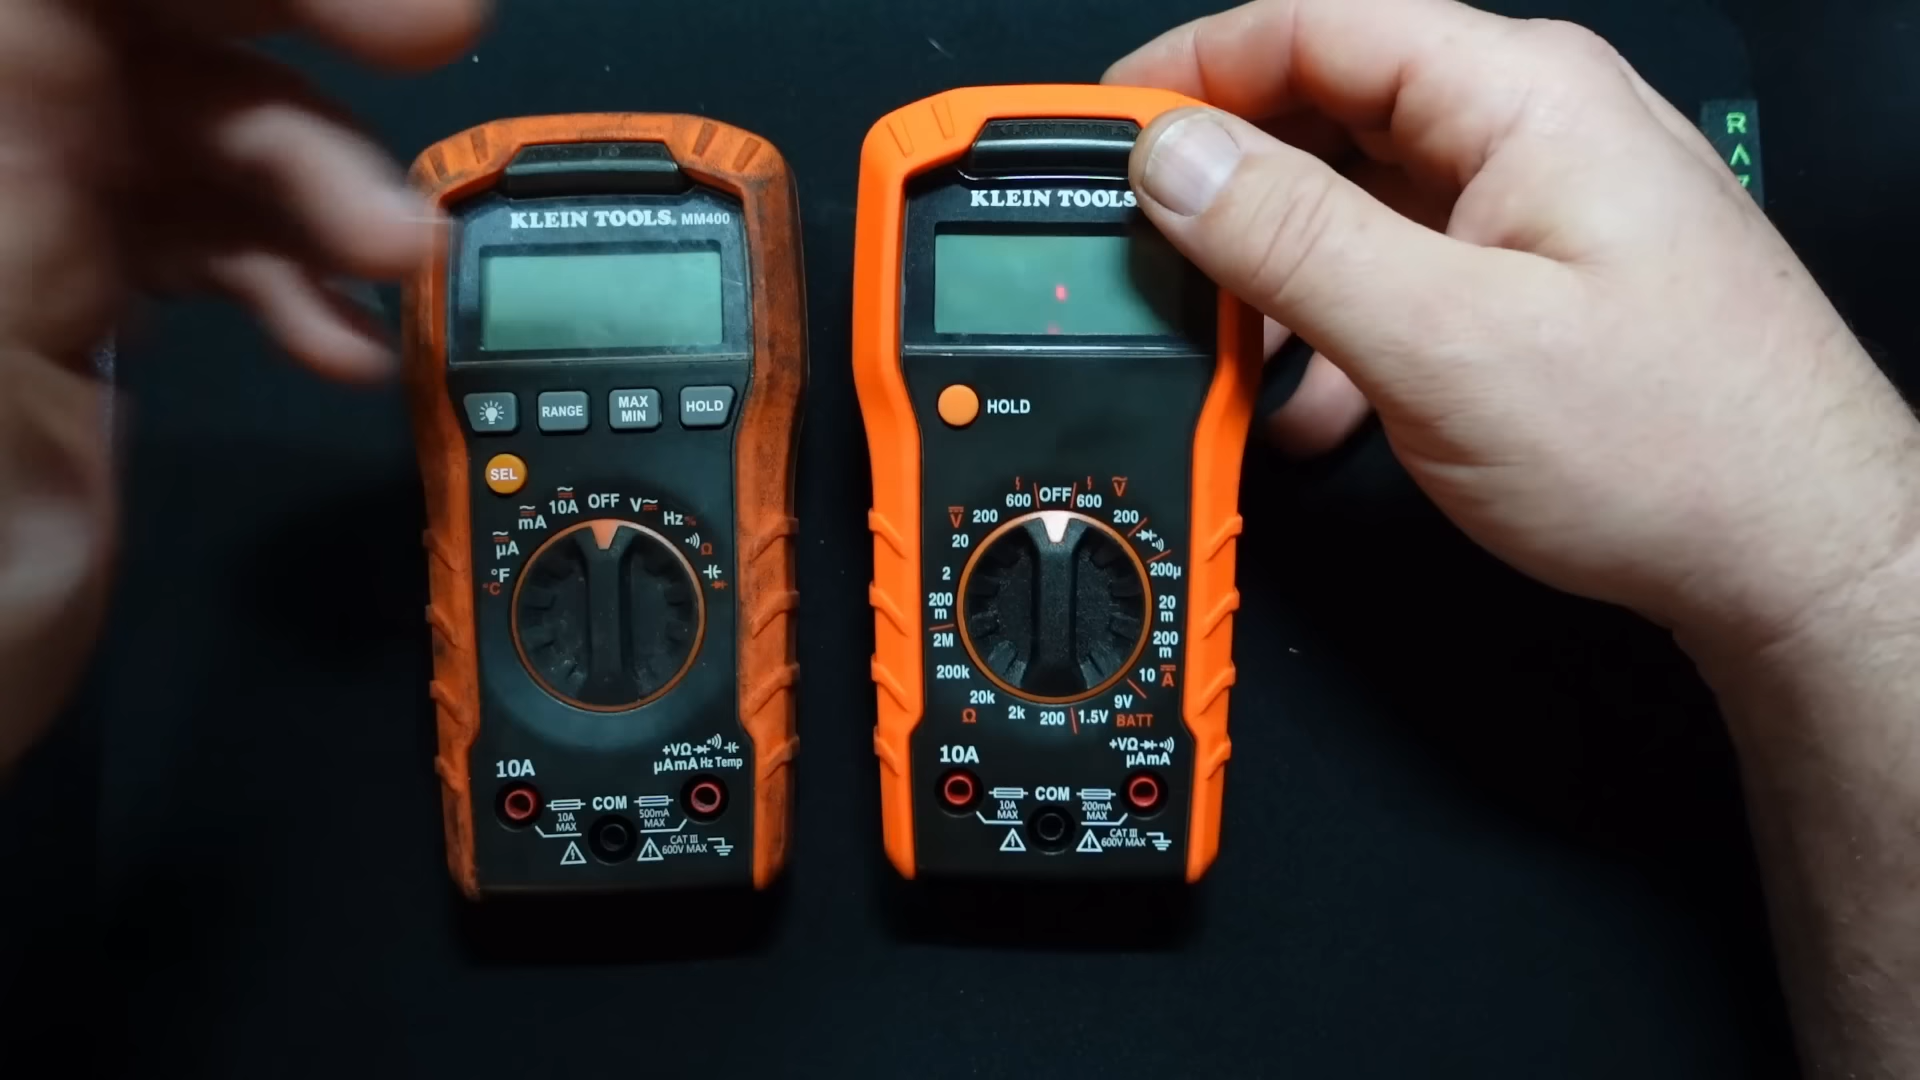 KLEIN TOOLS® MM400
RANGE
MAX
MIN
HOLD
SEL
OFF
V
Hz %
Ω
10A
mA
µA
°F
°C
10A
+VΩ
µAmA Hz Temp
COM
10A
MAX
500mA
MAX
CAT III
600V MAX
KLEIN TOOLS
HOLD
600
OFF
600
V
200
V
200
20
2
200
m
2M
200k
20k
Ω
2k
200
1.5V
9V
BATT
10
A
200
m
20
m
200µ
10A
+VΩ
µAmA
COM
10A
MAX
200mA
MAX
CAT III
600V MAX